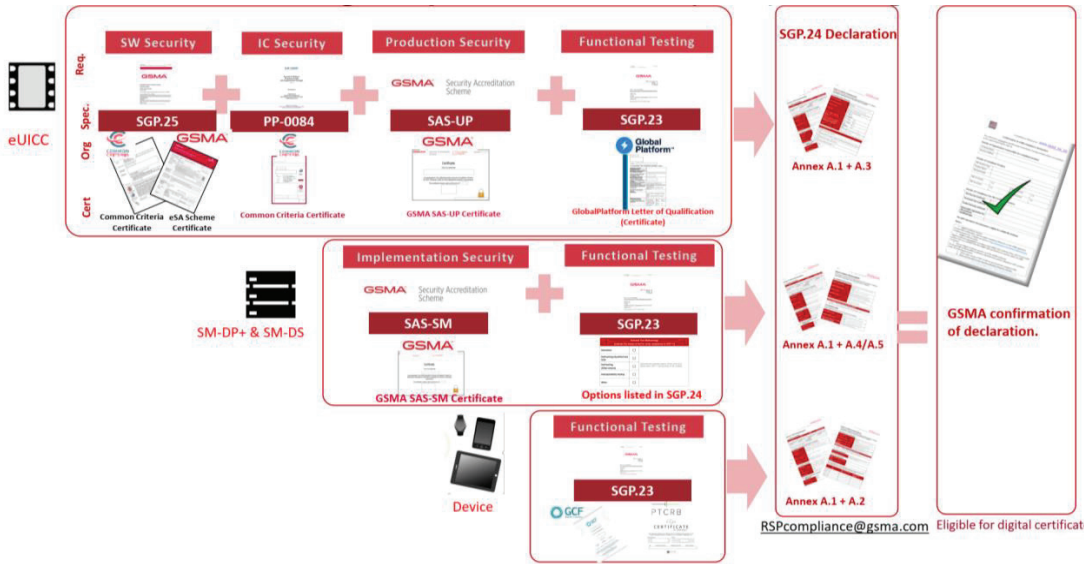 SW Security
IC Security
Production Security
Functional Testing
SGP.24 Declaration
Req.
GSMA
GSMA Security Accreditation
Scheme
eUICC
Spec.
SGP.25
PP-0084
SAS-UP
SGP.23
Org
GSMA
GSMA
Global
Platform™
Annex A.1 + A.3
Cert
Common Criteria
Certificate
eSA Scheme
Certificate
Common Criteria Certificate
GSMA SAS-UP Certificate
GlobalPlatform Letter of Qualification
(Certificate)
Implementation Security
Functional Testing
GSMA Security Accreditation
Scheme
SM-DP+ & SM-DS
SAS-SM
SGP.23
GSMA
GSMA SAS-SM Certificate
Options listed in SGP.24
Annex A.1 + A.4/A.5
GSMA confirmation
of declaration.
Functional Testing
SGP.23
Device
GCF
PTCRB
CERTIFICATE
Annex A.1 + A.2
RSPcompliance@gsma.com
Eligible for digital certificate